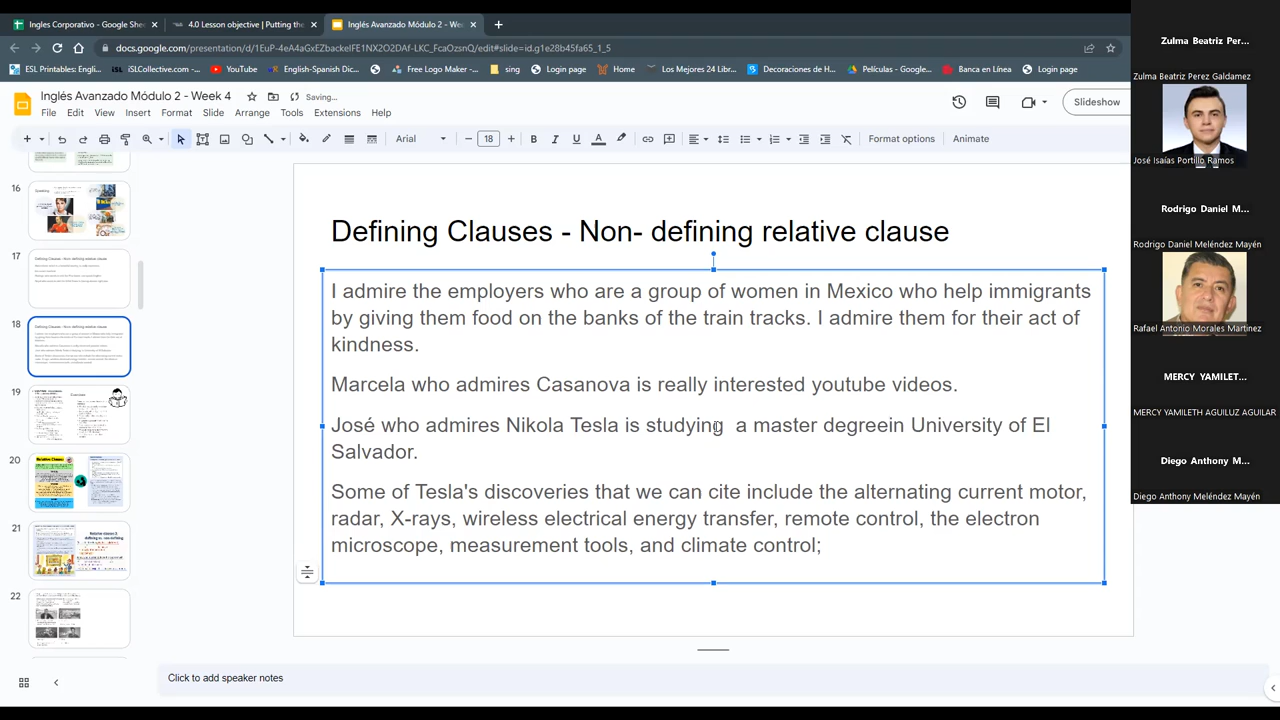 Ingles Corporativo - Google She
4.0 Lesson objective | Putting the
Inglés Avanzado Módulo 2 - We
docs.google.com/presentation/d/1EuP-4eA4aGxEZbackeIFE1NX2O2DAf-LKC_FcaOzsnQ/edit#slide=id.g1e28b45fa65_1_5
ESL Printables: Engl...
iSLCollective.com -...
YouTube
English-Spanish Dic...
Free Logo Maker -...
sing
Login page
Home
Los Mejores 24 Libr...
Decoraciones de H...
Películas - Google...
Banca en Línea
Login page
Inglés Avanzado Módulo 2 - Week 4
Saving...
File Edit View Insert Format Slide Arrange Tools Extensions Help
Slideshow
Arial
18
Format options
Animate
16
17
18
19
20
21
22
Defining Clauses - Non- defining relative clause
I admire the employers who are a group of women in Mexico who help immigrants
by giving them food on the banks of the train tracks. I admire them for their act of
kindness.
Marcela who admires Casanova is really interested youtube videos.
José who admiras Nikola Tesla is studying a master degreein University of El
Salvador.
Some of Tesla's discoveries that we can cite include the alternating current motor,
radar, X-rays, wireless electrical energy transfer, remote control, the electron
microscope, measurement tools, and climate control,
Click to add speaker notes
Zulma Beatriz Per...
Zulma Beatriz Perez Galdamez
José Isaías Portillo Ramos
Rodrigo Daniel M...
Rodrigo Daniel Meléndez Mayén
Rafael Antonio Morales Martinez
MERCY YAMILET...
MERCY YAMILETH AGUILUZ AGUILAR
Diego Anthony M...
Diego Anthony Meléndez Mayén